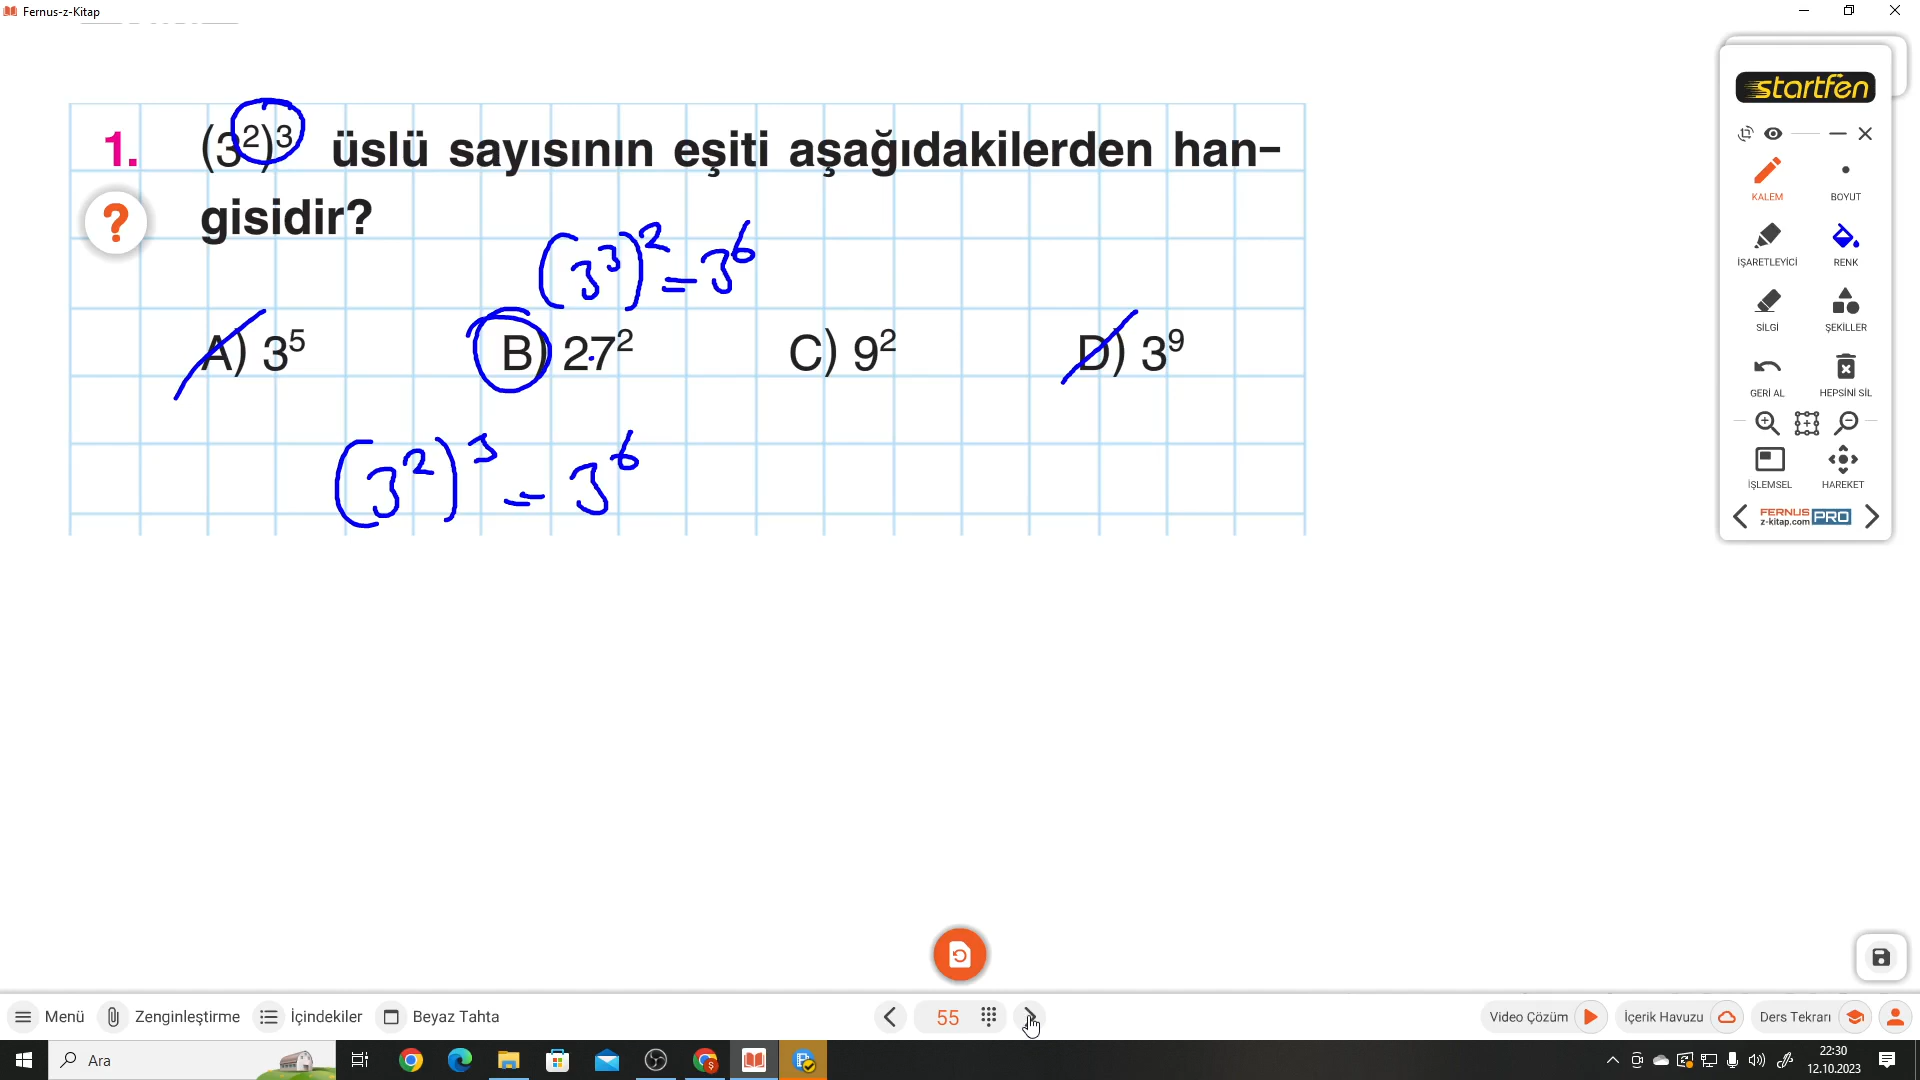 Fernus-z-Kitap
startfen
1. (3²)³ üslü sayısının eşiti aşağıdakilerden han-
? gisidir?
(3³)² = 3⁶
A) 3⁵ B) 27² C) 9² D) 3⁹
(3²)³ = 3⁶
KALEM BOYUT
İŞARETLEYİCİ RENK
SİLGİ ŞEKİLLER
GERİ AL HEPSİNİ SİL
İŞLEMSEL HAREKET
FERNUS
z-kitap.com PRO
Menü Zenginleştirme İçindekiler Beyaz Tahta 55 Video Çözüm İçerik Havuzu Ders Tekrarı
Ara 22:30
12.10.2023